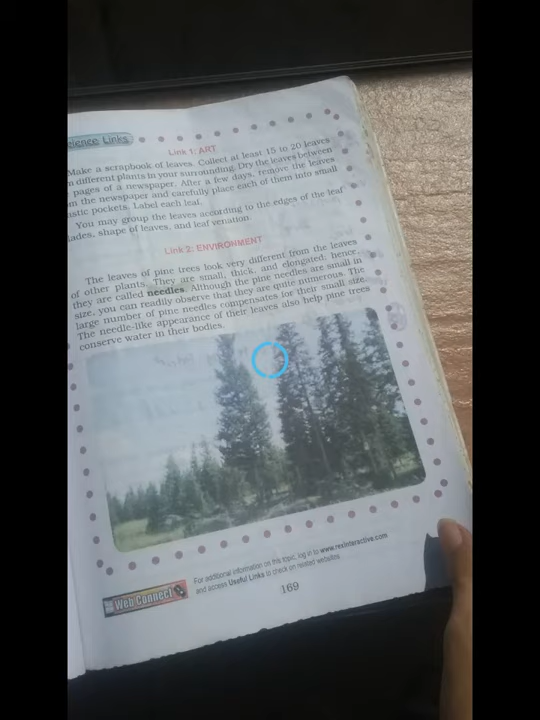 cience Links
Link 1: ART
Make a scrapbook of leaves. Collect at least 15 to 20 leaves
m different plants in your surrounding. Dry the leaves between
pages of a newspaper. After a few days, remove the leaves
m the newspaper and carefully place each of them into small
astic pockets. Label each leaf.
You may group the leaves according to the edges of the leaf
lades, shape of leaves, and leaf venation
Link 2: ENVIRONMENT
The leaves of pine trees look very different from the leaves
of other plants. They are small, thick, and elongated; hence,
they are called needles. Although the pine needles are small in
size, you can readily observe that they are quite numerous. The
large number of pine needles compensates for their small size.
The needle-like appearance of their leaves also help pine trees
conserve water in their bodies.
Web Connect
For additional information on this topic, log in to www.rexinteractive.com
and access Useful Links to check on related websites.
169